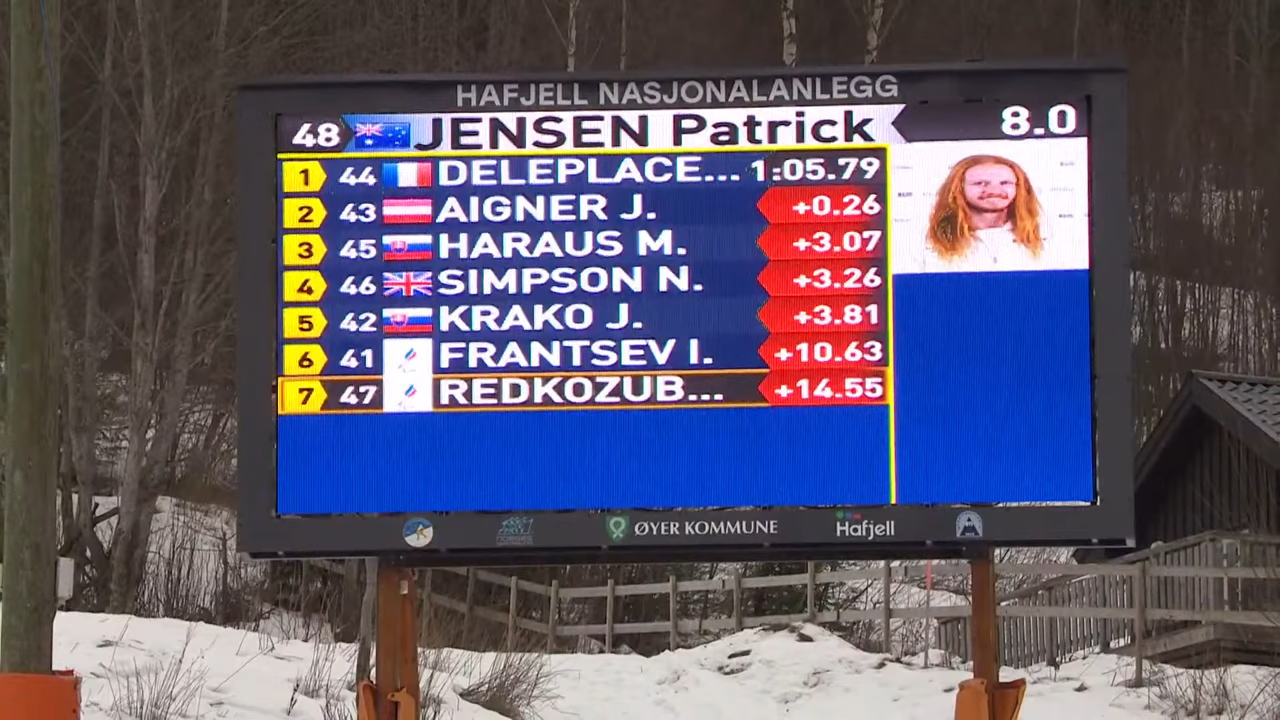 HAFJELL NASJONALANLEGG
48 JENSEN Patrick 8.0
1 44 DELEPLACE... 1:05.79
2 43 AIGNER J. +0.26
3 45 HARAUS M. +3.07
4 46 SIMPSON N. +3.26
5 42 KRAKO J. +3.81
6 41 FRANTSEV I. +10.63
7 47 REDKOZUB... +14.55
NORGES ØYER KOMMUNE Hafjell